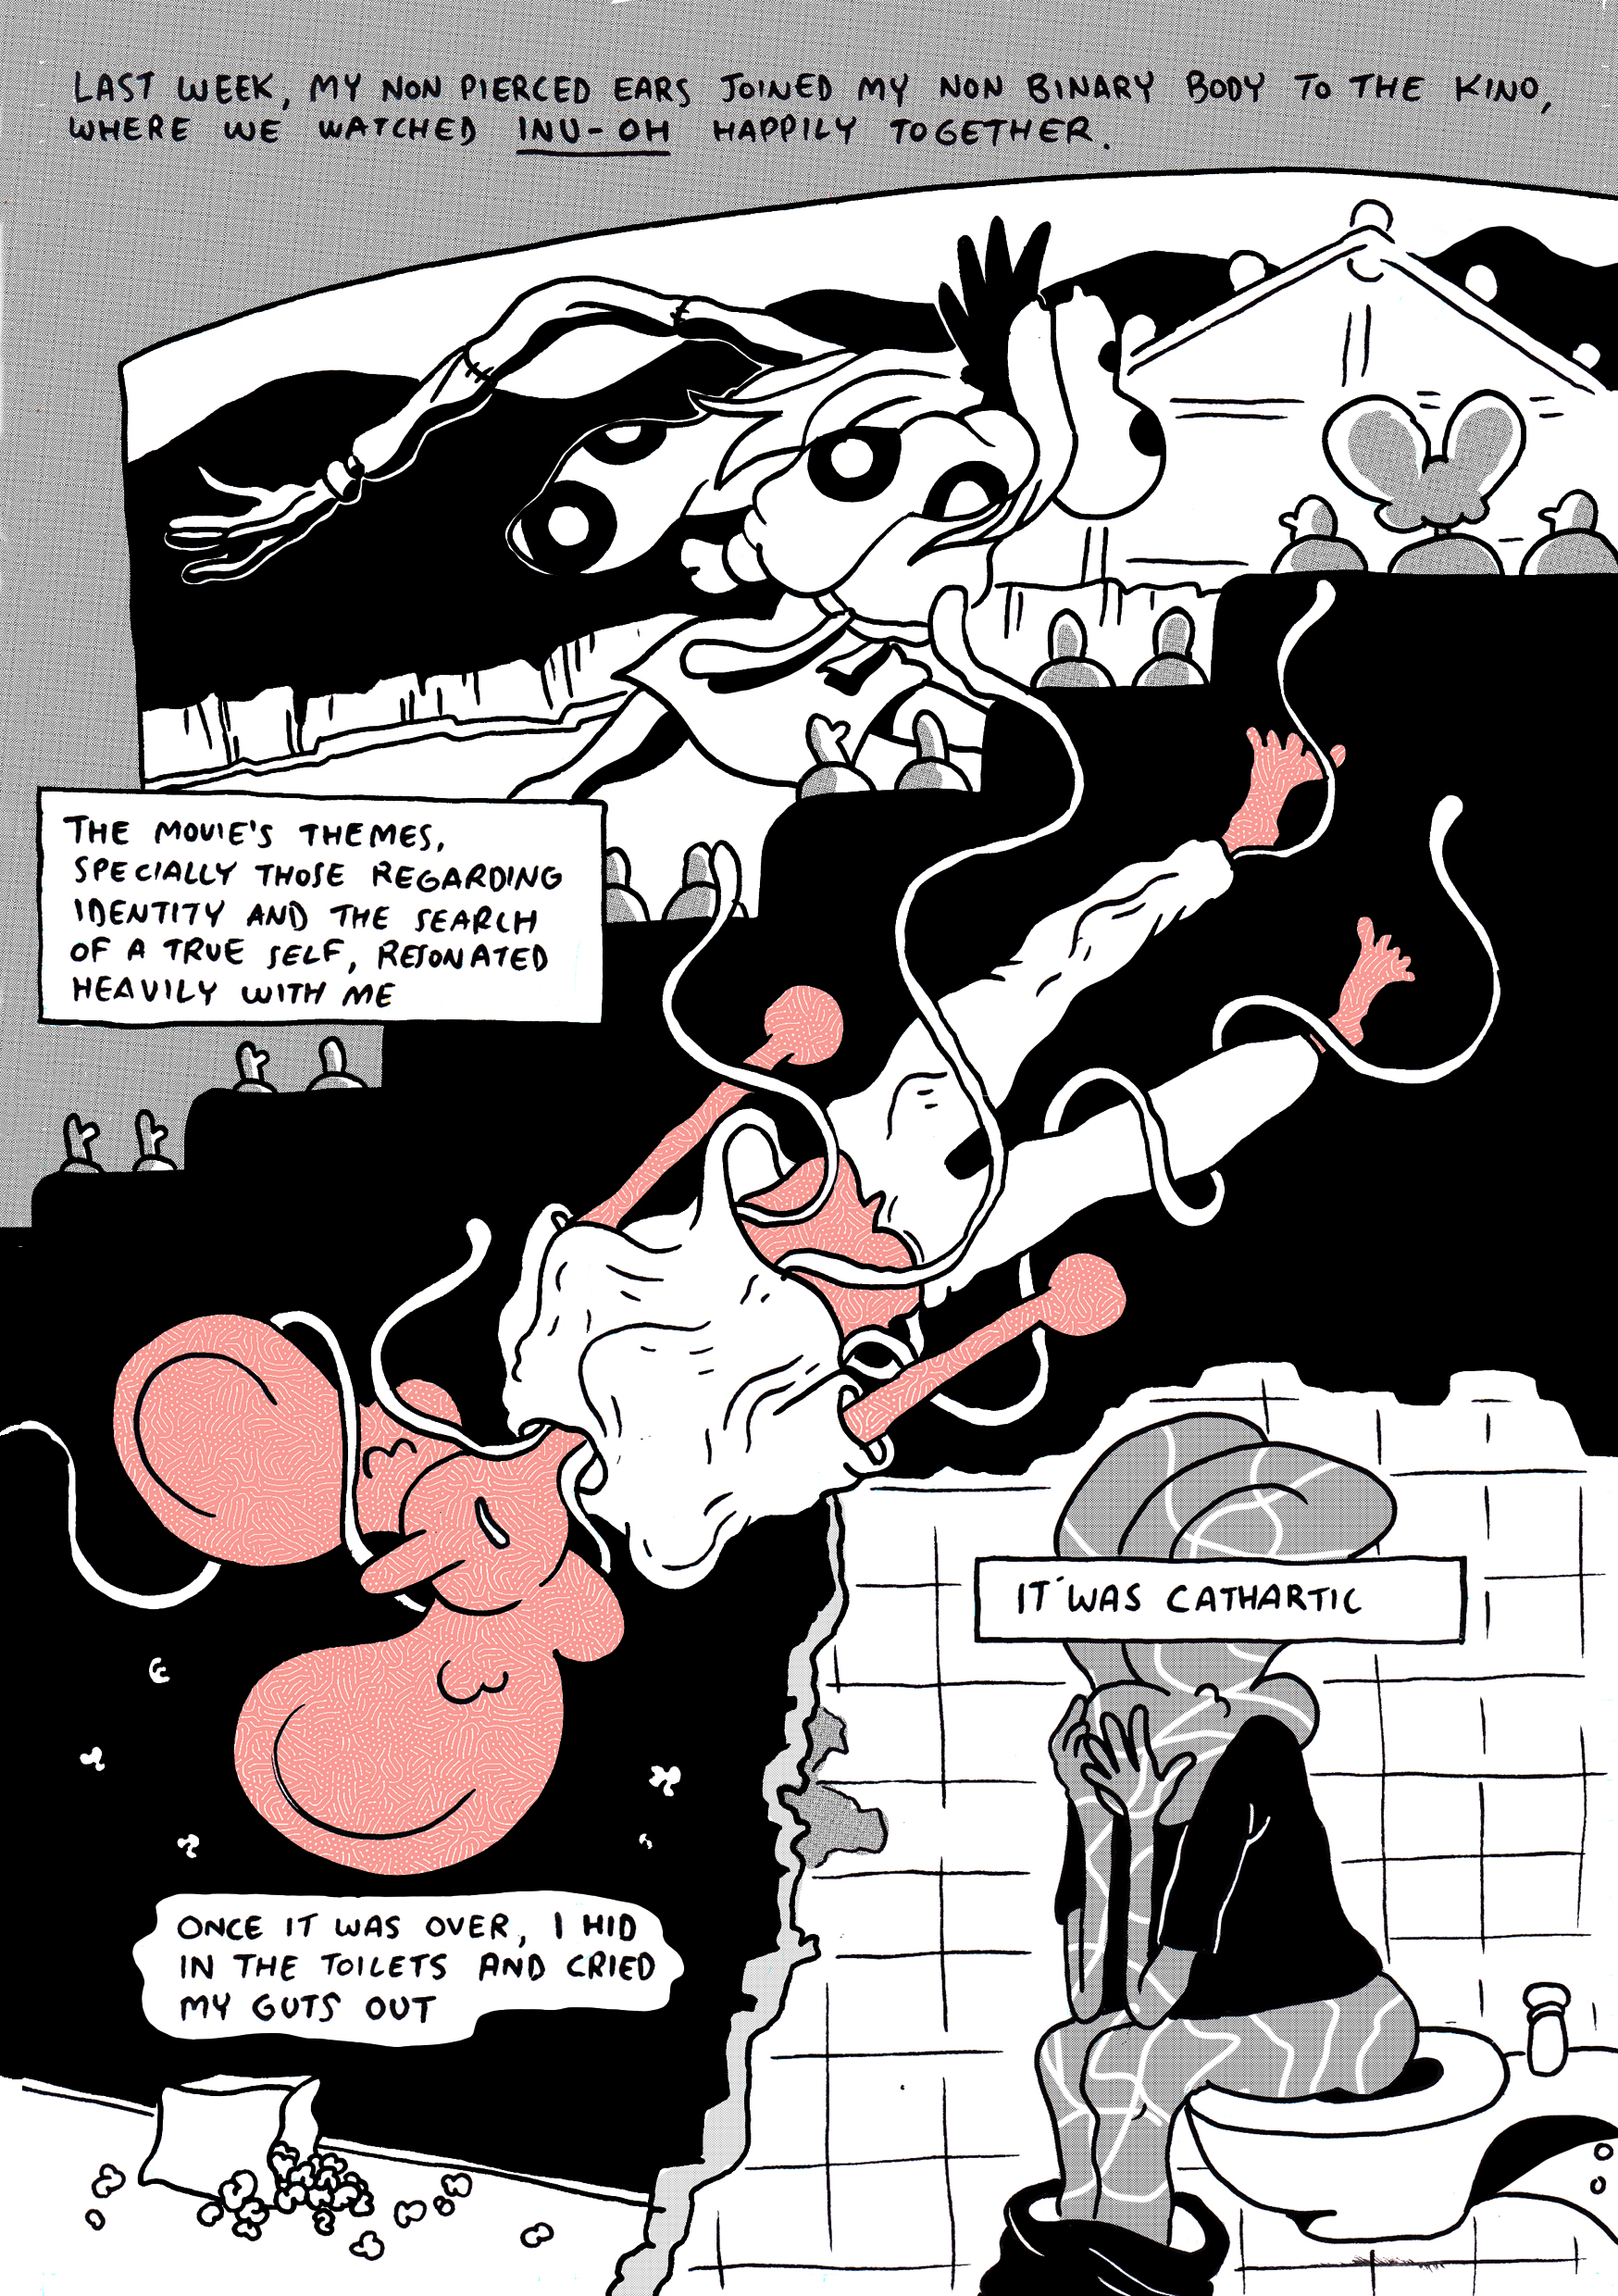 LAST WEEK, MY NON PIERCED EARS JOINED MY NON BINARY BODY TO THE KINO,
WHERE WE WATCHED INU-OH HAPPILY TOGETHER.
THE MOVIE'S THEMES,
SPECIALLY THOSE REGARDING
IDENTITY AND THE SEARCH
OF A TRUE SELF, RESONATED
HEAVILY WITH ME
IT WAS CATHARTIC
ONCE IT WAS OVER, I HID
IN THE TOILETS AND CRIED
MY GUTS OUT